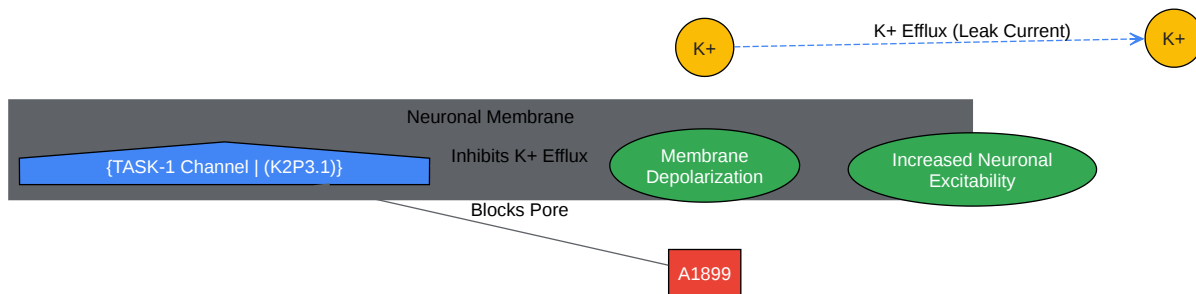 K+ Efflux (Leak Current)
K+
K+
Neuronal Membrane
{TASK-1 Channel | (K2P3.1)}
Inhibits K+ Efflux
Membrane
Depolarization
Increased Neuronal
Excitability
Blocks Pore
A1899